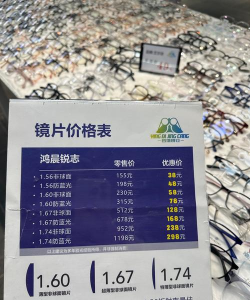 镜片价格表
鸿晨锐志 零售价 优惠价
1.56非球面 155元 38元
1.56防蓝光 198元 48元
1.60非球面 230元 58元
1.60防蓝光 315元 78元
1.67非球面 512元 128元
1.67防蓝光 678元 168元
1.74非球面 952元 238元
1.74防蓝光 1198元 298元
1.60
1.67
1.74